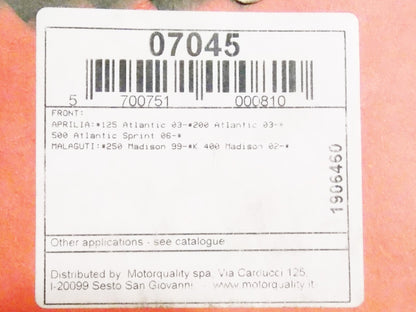 07045
5 700751 000810
FRONT:
APRILIA:*125 Atlantic 03-*200 Atlantic 03-*
500 Atlantic Sprint 06-*
MALAGUTI:*250 Madison 99-*K 400 Madison 02-*
1906460
Other applications - see catalogue
Distributed by: Motorquality spa, Via Carducci 125,
I-20099 Sesto San Giovanni - www.motorquality.it